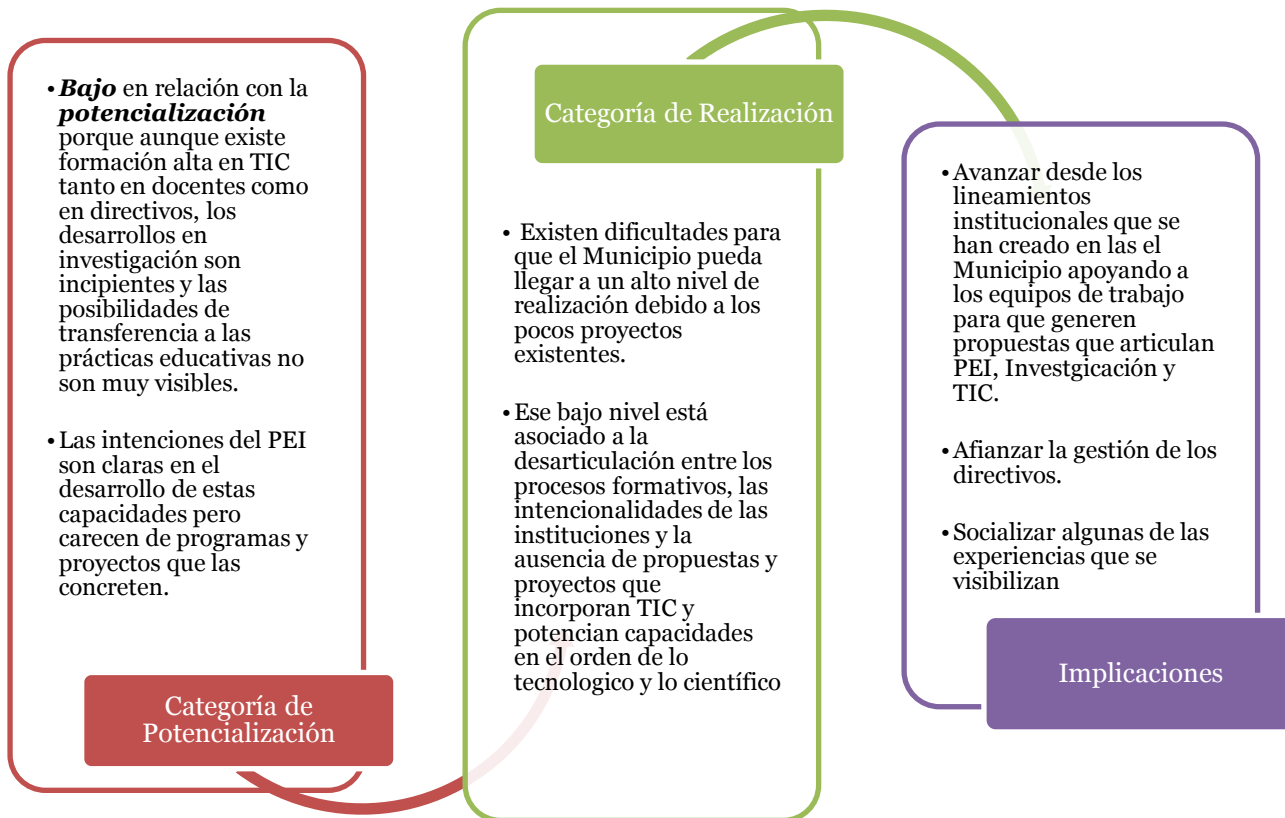 • Bajo en relación con la
potencialización
porque aunque existe
formación alta en TIC
tanto en docentes como
en directivos, los
desarrollos en
investigación son
incipientes y las
posibilidades de
transferencia a las
prácticas educativas no
son muy visibles.
• Las intenciones del PEI
son claras en el
desarrollo de estas
capacidades pero
carecen de programas y
proyectos que las
concreten.
Categoría de
Potencialización
Categoría de Realización
• Existen dificultades para
que el Municipio pueda
llegar a un alto nivel de
realización debido a los
pocos proyectos
existentes.
• Ese bajo nivel está
asociado a la
desarticulación entre los
procesos formativos, las
intencionalidades de las
instituciones y la
ausencia de propuestas y
proyectos que
incorporan TIC y
potencian capacidades
en el orden de lo
tecnologico y lo científico
• Avanzar desde los
lineamientos
institucionales que se
han creado en las el
Municipio apoyando a
los equipos de trabajo
para que generen
propuestas que articulan
PEI, Investgicación y
TIC.
• Afianzar la gestión de los
directivos.
• Socializar algunas de las
experiencias que se
visibilizan
Implicaciones